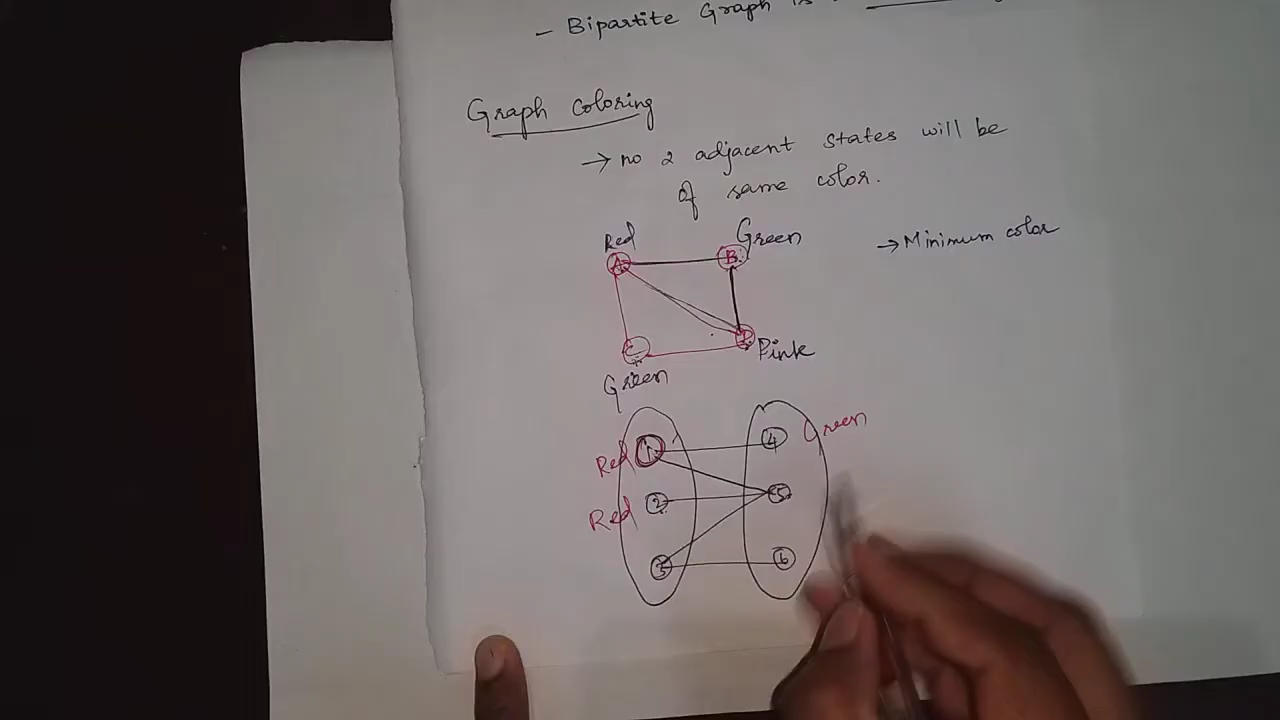 - Bipartite Graph is
Graph coloring
→ no 2 adjacent states will be
of same color.
Red
Green
→ Minimum color
A B
C D
Pink
Green
Red 1 4 Green
Red 2 5
3 6